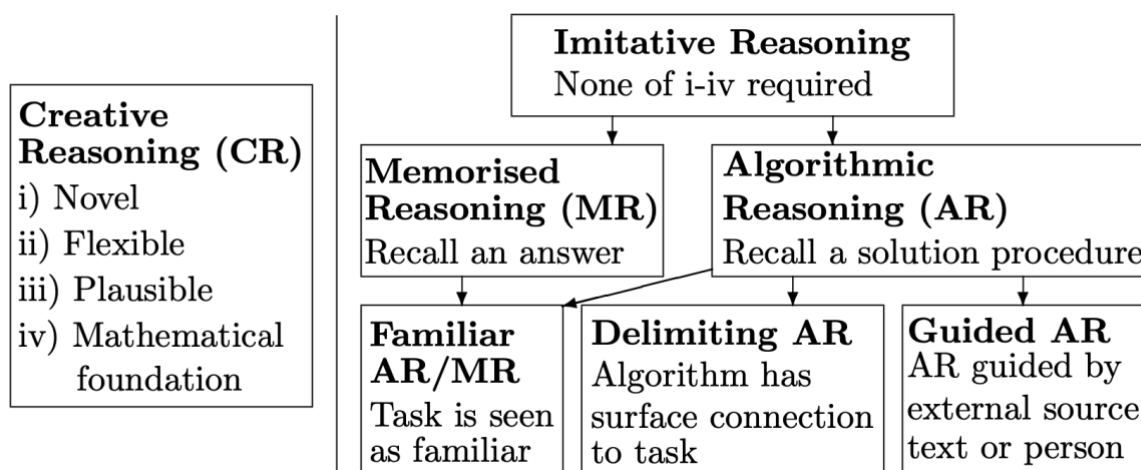 Creative
Reasoning (CR)
i) Novel
ii) Flexible
iii) Plausible
iv) Mathematical
foundation
Imitative Reasoning
None of i-iv required
Memorised
Reasoning (MR)
Recall an answer
Algorithmic
Reasoning (AR)
Recall a solution procedure
Familiar
AR/MR
Task is seen
as familiar
Delimiting AR
Algorithm has
surface connection
to task
Guided AR
AR guided by
external source
text or person